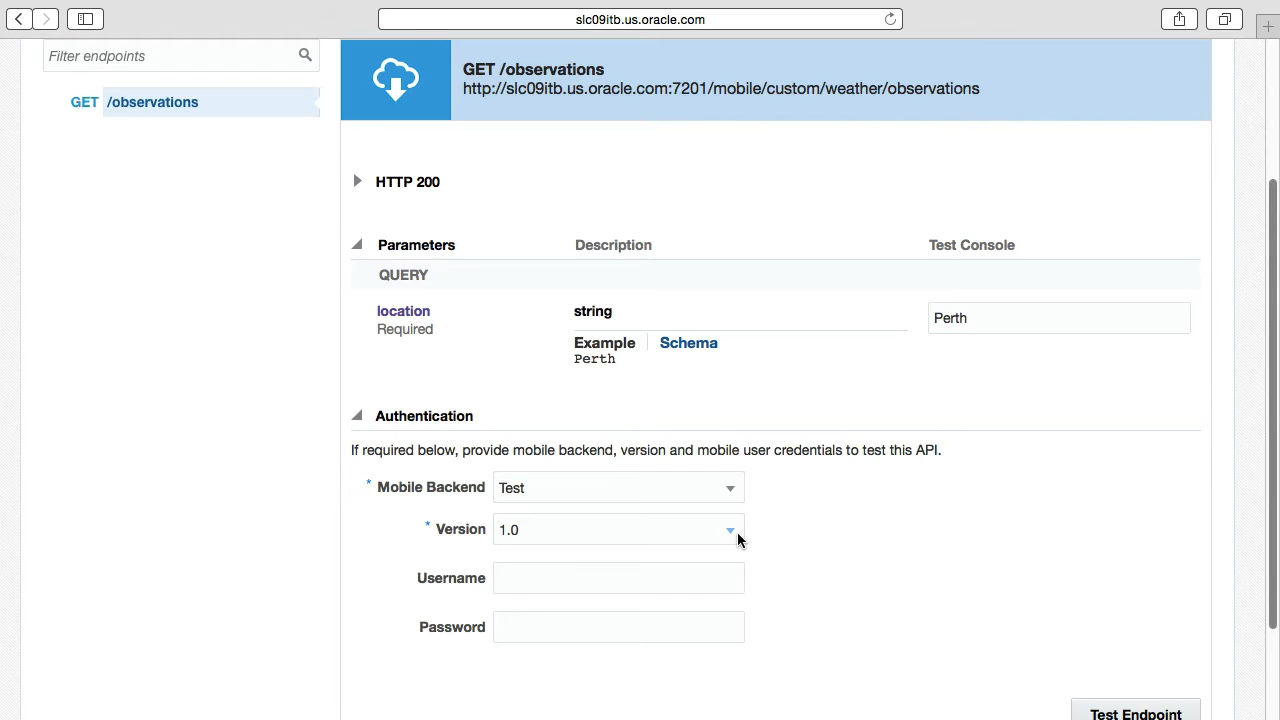 slc09itb.us.oracle.com
Filter endpoints
GET /observations
GET /observations
http://slc09itb.us.oracle.com:7201/mobile/custom/weather/observations
HTTP 200
Parameters Description Test Console
QUERY
location string Perth
Required
Example Schema
Perth
Authentication
If required below, provide mobile backend, version and mobile user credentials to test this API.
* Mobile Backend Test
* Version 1.0
Username
Password
Test Endpoint